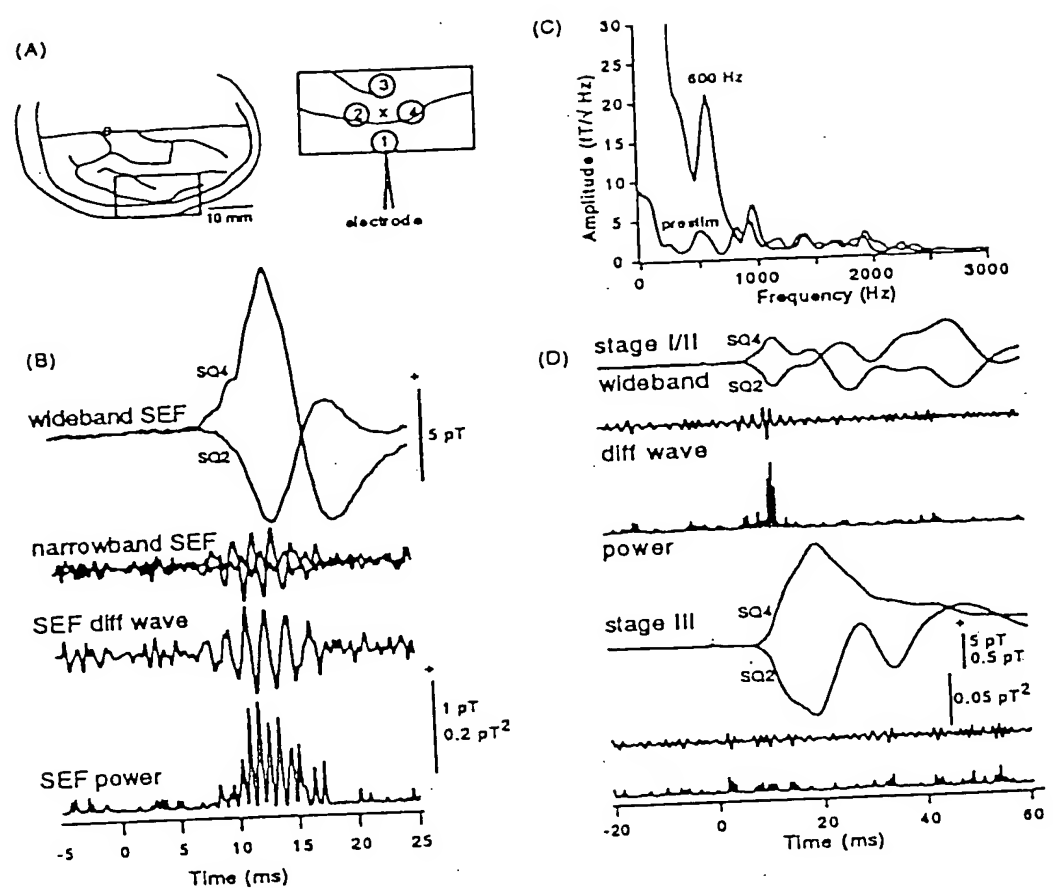 (A)
3
2 x 4
1
10 mm
electrode
(B)
SQ4
wideband SEF
SQ2
+
5 pT
narrowband SEF
SEF diff wave
+
1 pT
0.2 pT²
SEF power
-5 0 5 10 15 20 25
Time (ms)
(C)
30
25
20
15
10
5
0
Amplitude (fT/√Hz)
600 Hz
prestim
0 1000 2000 3000
Frequency (Hz)
(D)
stage I/II
SQ4
wideband
SQ2
diff wave
power
SQ4
stage III
SQ2
+
5 pT
0.5 pT
0.05 pT²
-20 0 20 40 60
Time (ms)